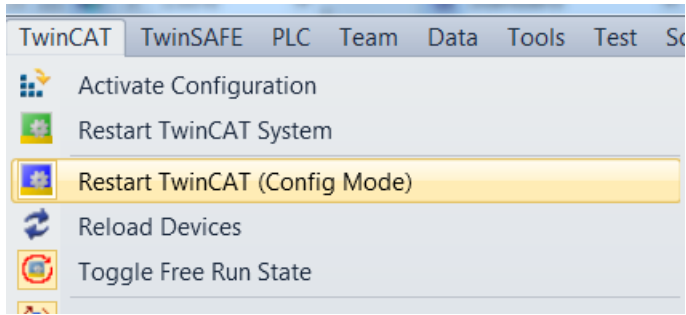 TwinCAT TwinSAFE PLC Team Data Tools Test
Activate Configuration
Restart TwinCAT System
Restart TwinCAT (Config Mode)
Reload Devices
Toggle Free Run State